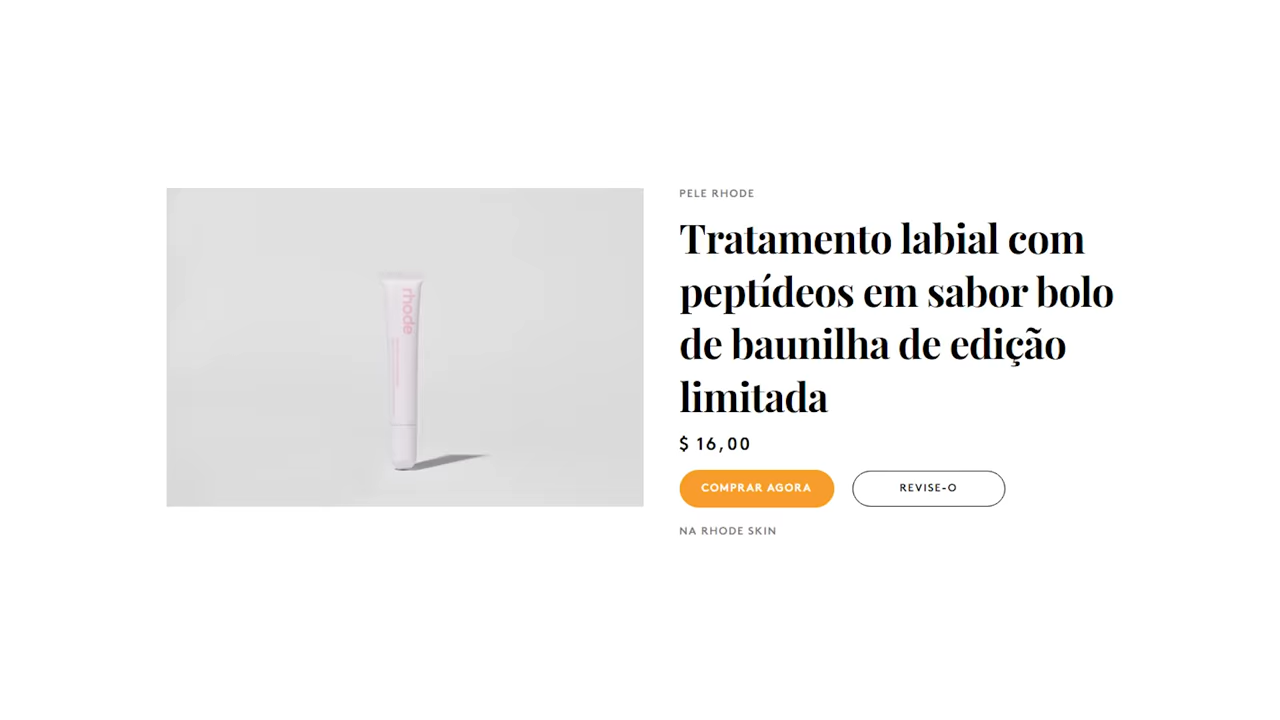 rhode
PELE RHODE
Tratamento labial com
peptídeos em sabor bolo
de baunilha de edição
limitada
$ 16,00
COMPRAR AGORA
REVISE-O
NA RHODE SKIN